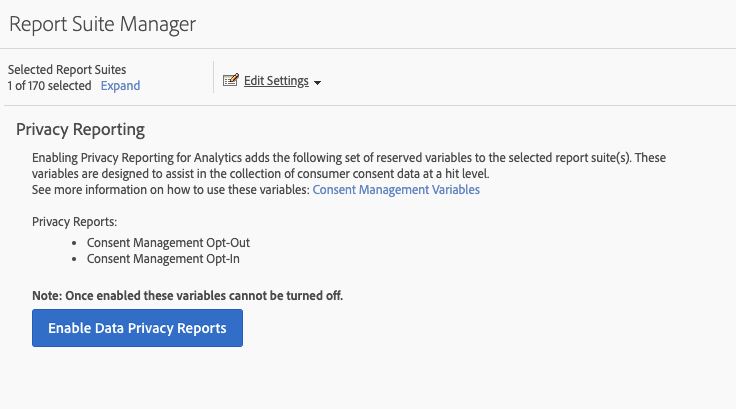 Report Suite Manager
Selected Report Suites
1 of 170 selected Expand
Edit Settings
Privacy Reporting
Enabling Privacy Reporting for Analytics adds the following set of reserved variables to the selected report suite(s). These
variables are designed to assist in the collection of consumer consent data at a hit level.
See more information on how to use these variables: Consent Management Variables
Privacy Reports:
• Consent Management Opt-Out
• Consent Management Opt-In
Note: Once enabled these variables cannot be turned off.
Enable Data Privacy Reports